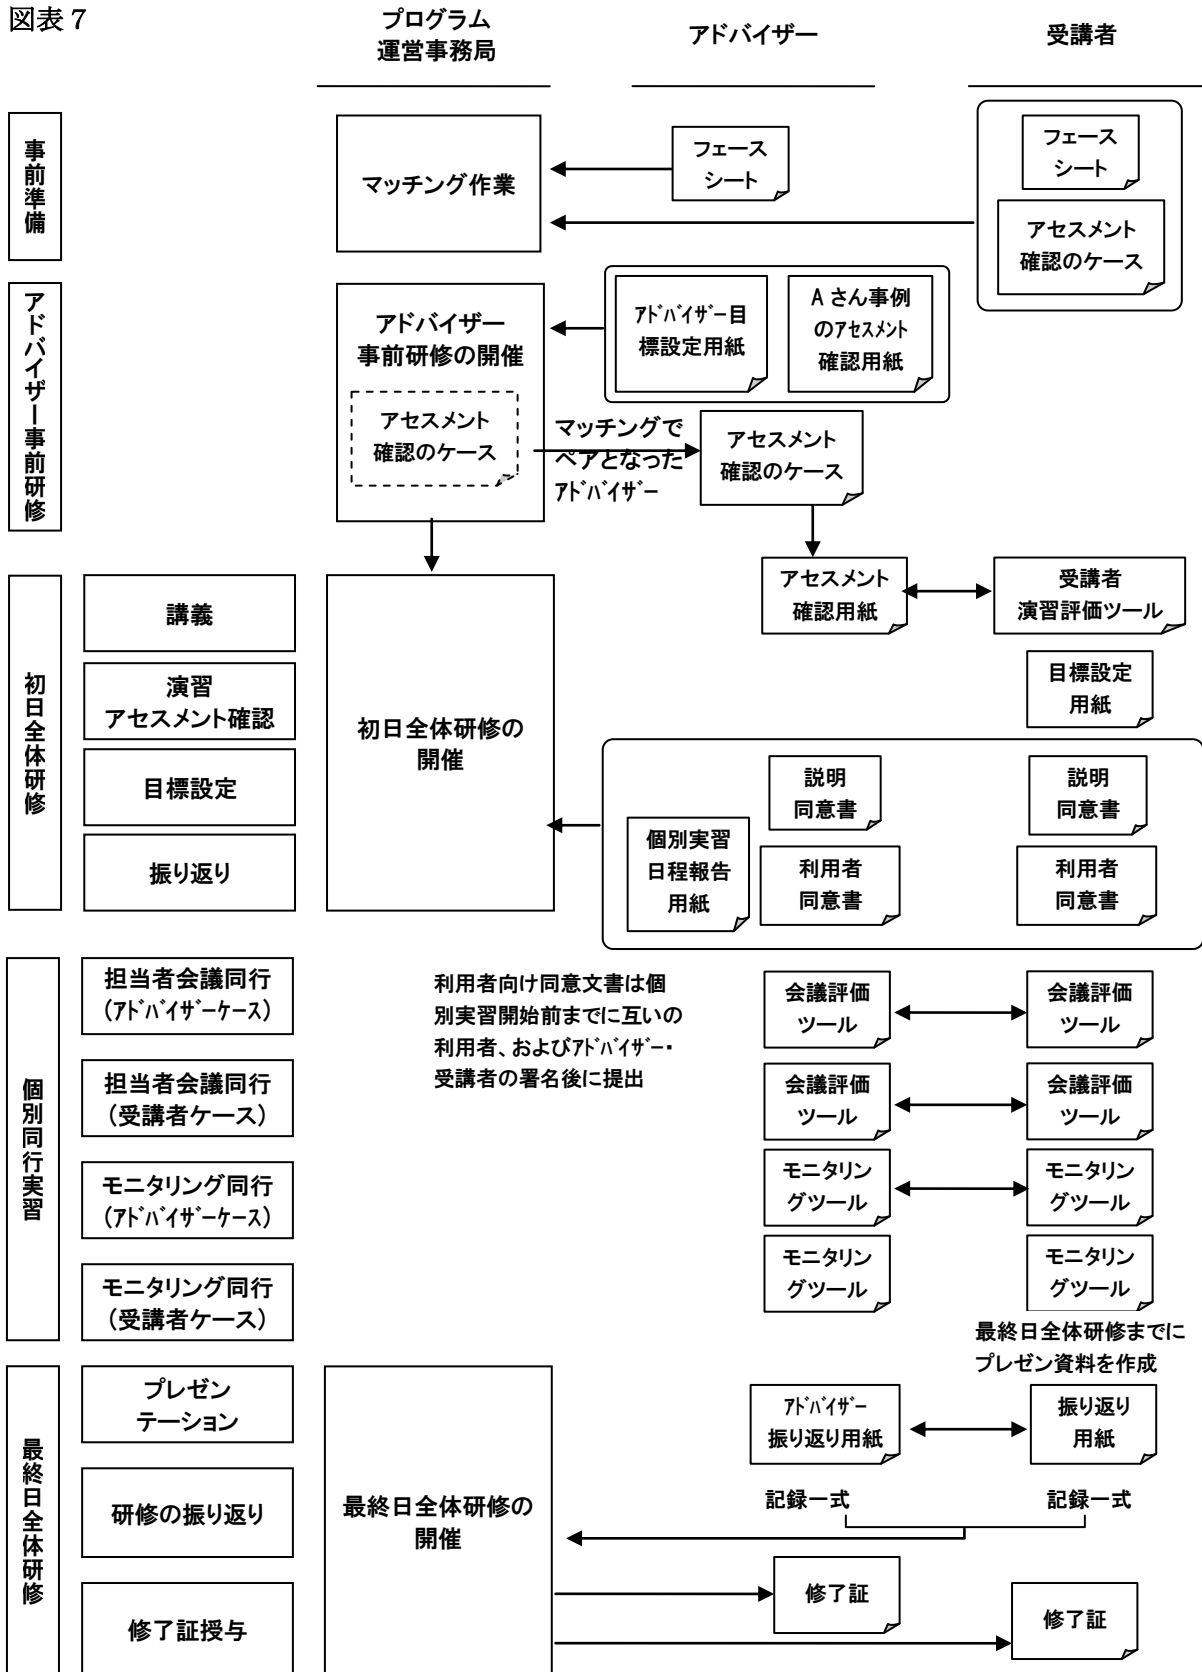 図表７
プログラム
運営事務局
アドバイザー
受講者
事前準備
マッチング作業
フェース
シート
フェース
シート
アセスメント
確認のケース
アドバイザー事前研修
アドバイザー
事前研修の開催
アセスメント
確認のケース
ｱﾄﾞﾊﾞｲｻﾞｰ目
標設定用紙
A さん事例
のｱｾｽﾒﾝﾄ
確認用紙
マッチングで
ペアとなった
ｱﾄﾞﾊﾞｲｻﾞｰ
アセスメント
確認のケース
初日全体研修
講義
演習
アセスメント確認
目標設定
振り返り
初日全体研修の
開催
アセスメント
確認用紙
受講者
演習評価ツール
目標設定
用紙
説明
同意書
説明
同意書
個別実習
日程報告
用紙
利用者
同意書
利用者
同意書
個別同行実習
担当者会議同行
（ｱﾄﾞﾊﾞｲｻﾞｰケース）
担当者会議同行
（受講者ケース）
モニタリング同行
（ｱﾄﾞﾊﾞｲｻﾞｰケース）
モニタリング同行
（受講者ケース）
利用者向け同意文書は個
別実習開始前までに互いの
利用者、およびｱﾄﾞﾊﾞｲｻﾞｰ・
受講者の署名後に提出
会議評価
ツール
会議評価
ツール
会議評価
ツール
会議評価
ツール
モニタリン
グツール
モニタリン
グツール
モニタリン
グツール
モニタリン
グツール
最終日全体研修までに
プレゼン資料を作成
最終日全体研修
プレゼン
テーション
研修の振り返り
修了証授与
最終日全体研修の
開催
ｱﾄﾞﾊﾞｲｻﾞｰ
振り返り用紙
振り返り
用紙
記録一式
記録一式
修了証
修了証